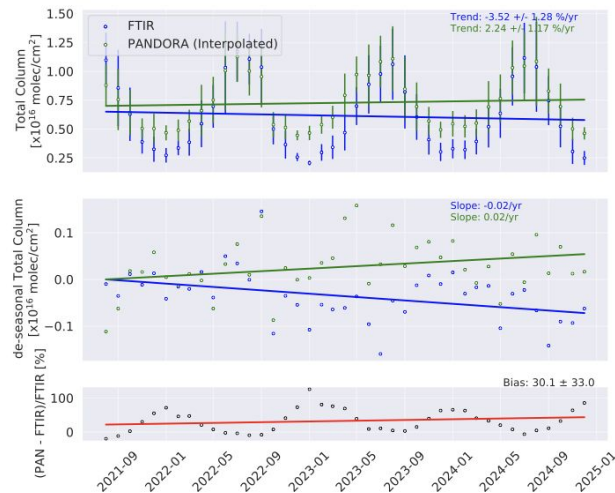 1.50
1.25
1.00
0.75
0.50
0.25
Total Column
[x10¹⁶ molec/cm²]
FTIR
PANDORA (Interpolated)
Trend: -3.52 +/- 1.28 %/yr
Trend: 2.24 +/- 1.17 %/yr
0.1
0.0
−0.1
de-seasonal Total Column
[x10¹⁶ molec/cm²]
Slope: -0.02/yr
Slope: 0.02/yr
Bias: 30.1 ± 33.0
100
0
(PAN - FTIR)/FTIR [%]
2021-09
2022-01
2022-05
2022-09
2023-01
2023-05
2023-09
2024-01
2024-05
2024-09
2025-01